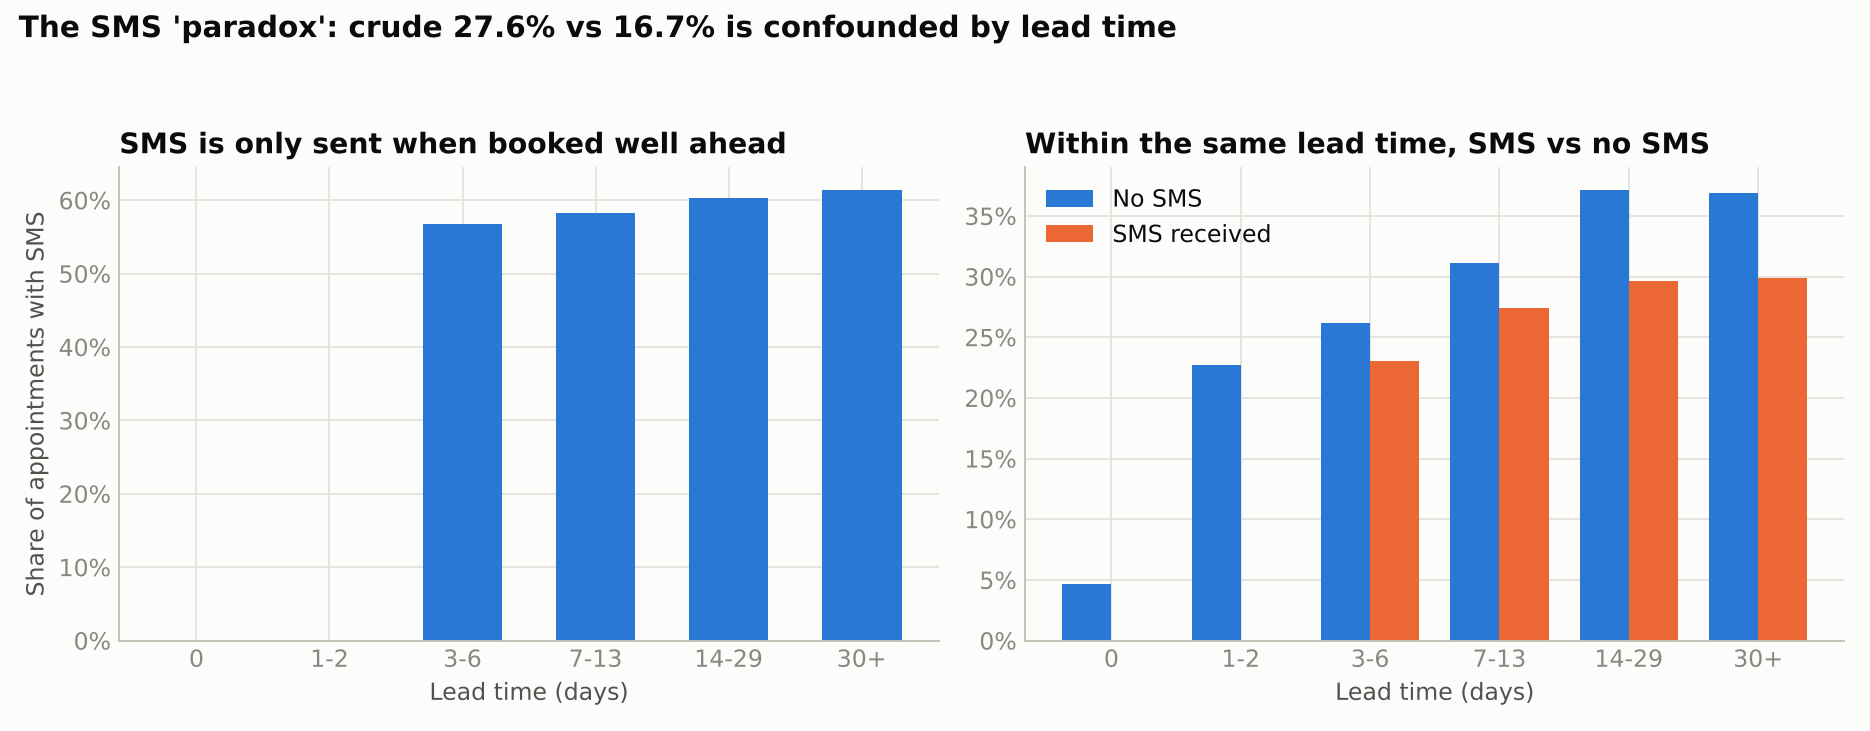 The SMS 'paradox': crude 27.6% vs 16.7% is confounded by lead time
SMS is only sent when booked well ahead
Share of appointments with SMS
60%
50%
40%
30%
20%
10%
0%
0 1-2 3-6 7-13 14-29 30+
Lead time (days)
Within the same lead time, SMS vs no SMS
No SMS
SMS received
35%
30%
25%
20%
15%
10%
5%
0%
0 1-2 3-6 7-13 14-29 30+
Lead time (days)